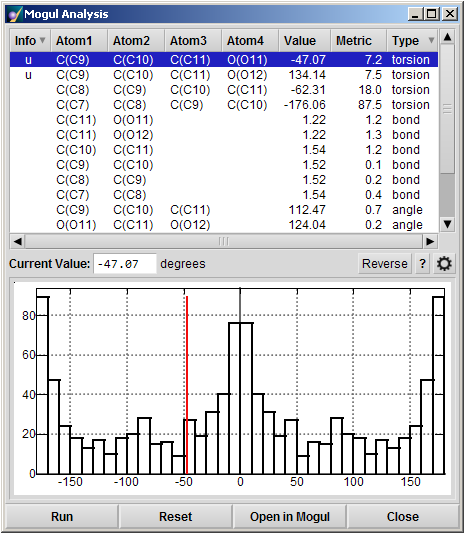 Mogul Analysis
Info Atom1 Atom2 Atom3 Atom4 Value Metric Type
u C(C9) C(C10) C(C11) O(O11) -47.07 7.2 torsion
u C(C9) C(C10) C(C11) O(O12) 134.14 7.5 torsion
C(C8) C(C9) C(C10) C(C11) -62.31 18.0 torsion
C(C7) C(C8) C(C9) C(C10) -176.06 87.5 torsion
C(C11) O(O11) 1.22 1.2 bond
C(C11) O(O12) 1.22 1.3 bond
C(C10) C(C11) 1.54 1.2 bond
C(C9) C(C10) 1.52 0.1 bond
C(C8) C(C9) 1.52 0.2 bond
C(C7) C(C8) 1.54 0.4 bond
C(C9) C(C10) C(C11) 112.47 0.7 angle
O(O11) C(C11) O(O12) 124.04 0.2 angle
Current Value: -47.07 degrees Reverse ?
80
60
40
20
0
-150 -100 -50 0 50 100 150
Run Reset Open in Mogul Close